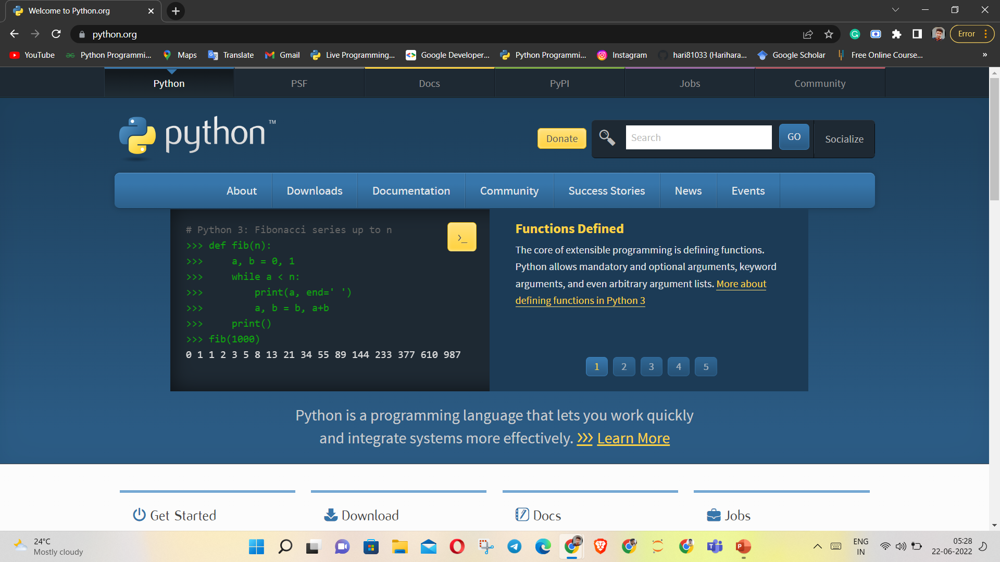 Welcome to Python.org
python.org
Error
YouTube
Python Programmi...
Maps
Translate
Gmail
Live Programming...
Google Developer...
Python Programmi...
Instagram
hari81033 (Harihara...
Google Scholar
Free Online Course...
»
Python
PSF
Docs
PyPI
Jobs
Community
python™
Donate
Search
GO
Socialize
About
Downloads
Documentation
Community
Success Stories
News
Events
# Python 3: Fibonacci series up to n
>>> def fib(n):
>>>     a, b = 0, 1
>>>     while a < n:
>>>         print(a, end=' ')
>>>         a, b = b, a+b
>>>     print()
>>> fib(1000)
0 1 1 2 3 5 8 13 21 34 55 89 144 233 377 610 987
>_
Functions Defined
The core of extensible programming is defining functions.
Python allows mandatory and optional arguments, keyword
arguments, and even arbitrary argument lists. More about
defining functions in Python 3
1 2 3 4 5
Python is a programming language that lets you work quickly
and integrate systems more effectively. >>> Learn More
Get Started
Download
Docs
Jobs
24°C
Mostly cloudy
ENG
IN
05:28
22-06-2022